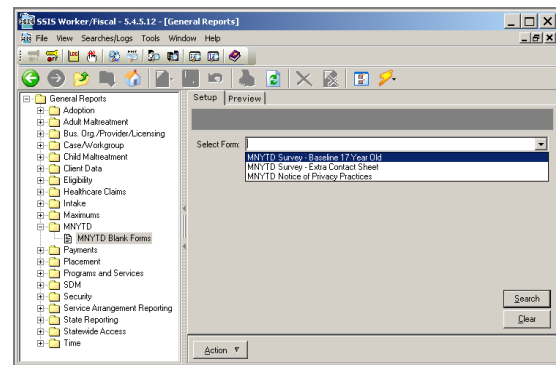 SSIS Worker/Fiscal - 5.4.5.12 - [General Reports]
File View Searches/Logs Tools Window Help
General Reports
Adoption
Adult Maltreatment
Bus. Org./Provider/Licensing
Case/Workgroup
Child Maltreatment
Client Data
Eligibility
Healthcare Claims
Intake
Maximums
MNYTD
MNYTD Blank Forms
Payments
Placement
Programs and Services
SDM
Security
Service Arrangement Reporting
State Reporting
Statewide Access
Time
Setup Preview
Select Form:
MNYTD Survey - Baseline 17 Year Old
MNYTD Survey - Extra Contact Sheet
MNYTD Notice of Privacy Practices
Search
Clear
Action